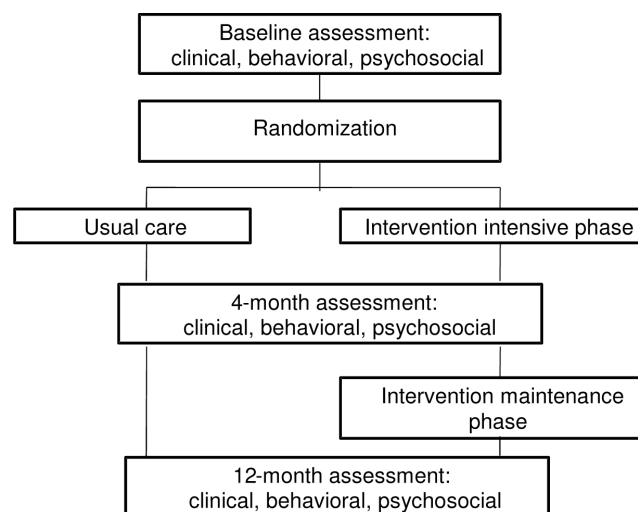 Baseline assessment:
clinical, behavioral, psychosocial
Randomization
Usual care
Intervention intensive phase
4-month assessment:
clinical, behavioral, psychosocial
Intervention maintenance
phase
12-month assessment:
clinical, behavioral, psychosocial